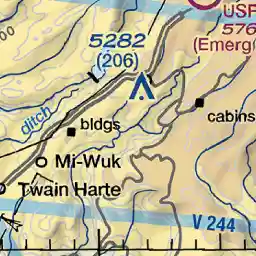 USF
576
(Emerg
5282
(206)
ditch
bldgs
cabins
Mi-Wuk
Twain Harte
V 244